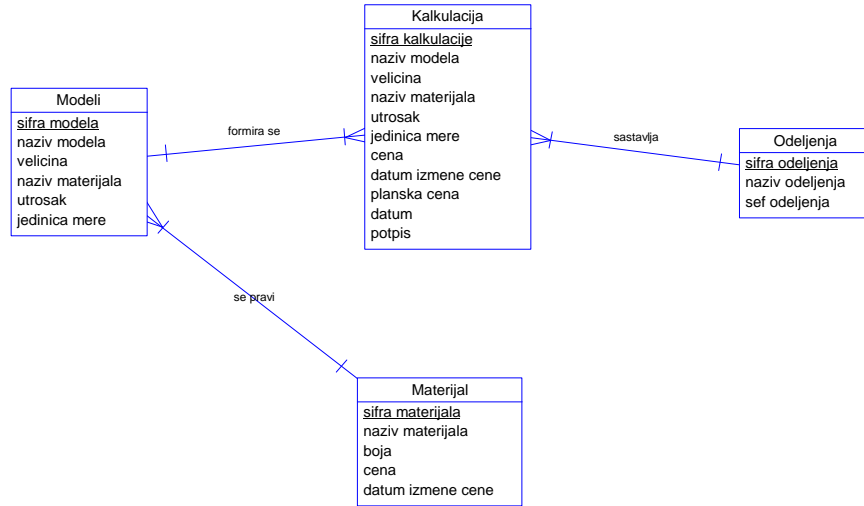 Kalkulacija
sifra kalkulacije
naziv modela
velicina
naziv materijala
utrosak
jedinica mere
cena
datum izmene cene
planska cena
datum
potpis
Modeli
sifra modela
naziv modela
velicina
naziv materijala
utrosak
jedinica mere
formira se
sastavlja
Odeljenja
sifra odeljenja
naziv odeljenja
sef odeljenja
se pravi
Materijal
sifra materijala
naziv materijala
boja
cena
datum izmene cene